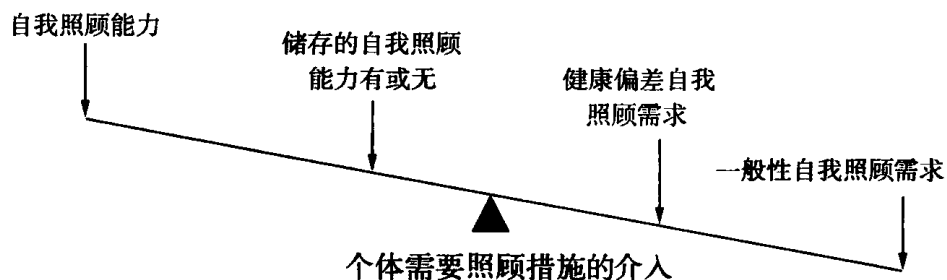 自我照顾能力
储存的自我照顾
能力有或无
健康偏差自我
照顾需求
一般性自我照顾需求
个体需要照顾措施的介入